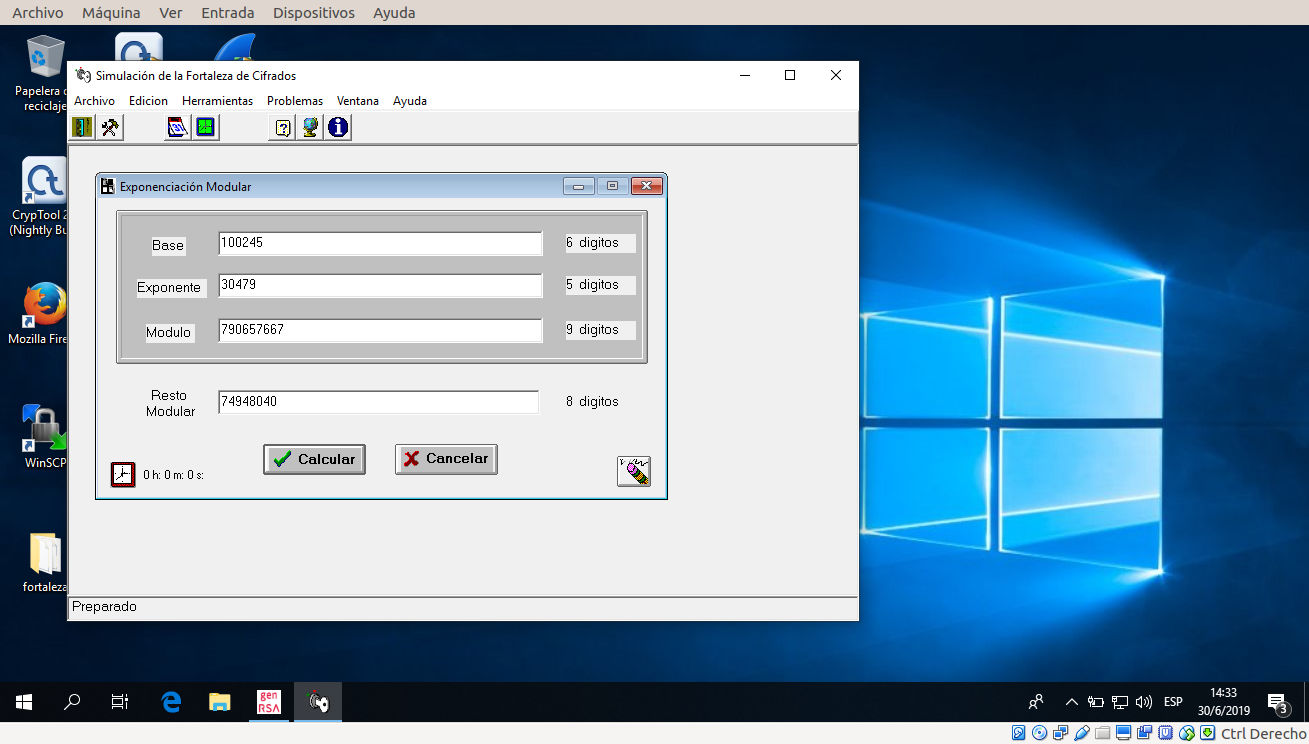 Archivo Máquina Ver Entrada Dispositivos Ayuda
Papelera
reciclaje
CrypTool 2
(Nightly Bu
Mozilla Fire
WinSCP
fortaleza
Simulación de la Fortaleza de Cifrados
Archivo Edicion Herramientas Problemas Ventana Ayuda
31
Exponenciación Modular
Base 100245 6 digitos
Exponente 30479 5 digitos
Modulo 790657667 9 digitos
Resto
Modular 74948040 8 digitos
Calcular Cancelar
0 h: 0 m: 0 s:
Preparado
gen
RSA
ESP
14:33
30/6/2019
3
Ctrl Derecho